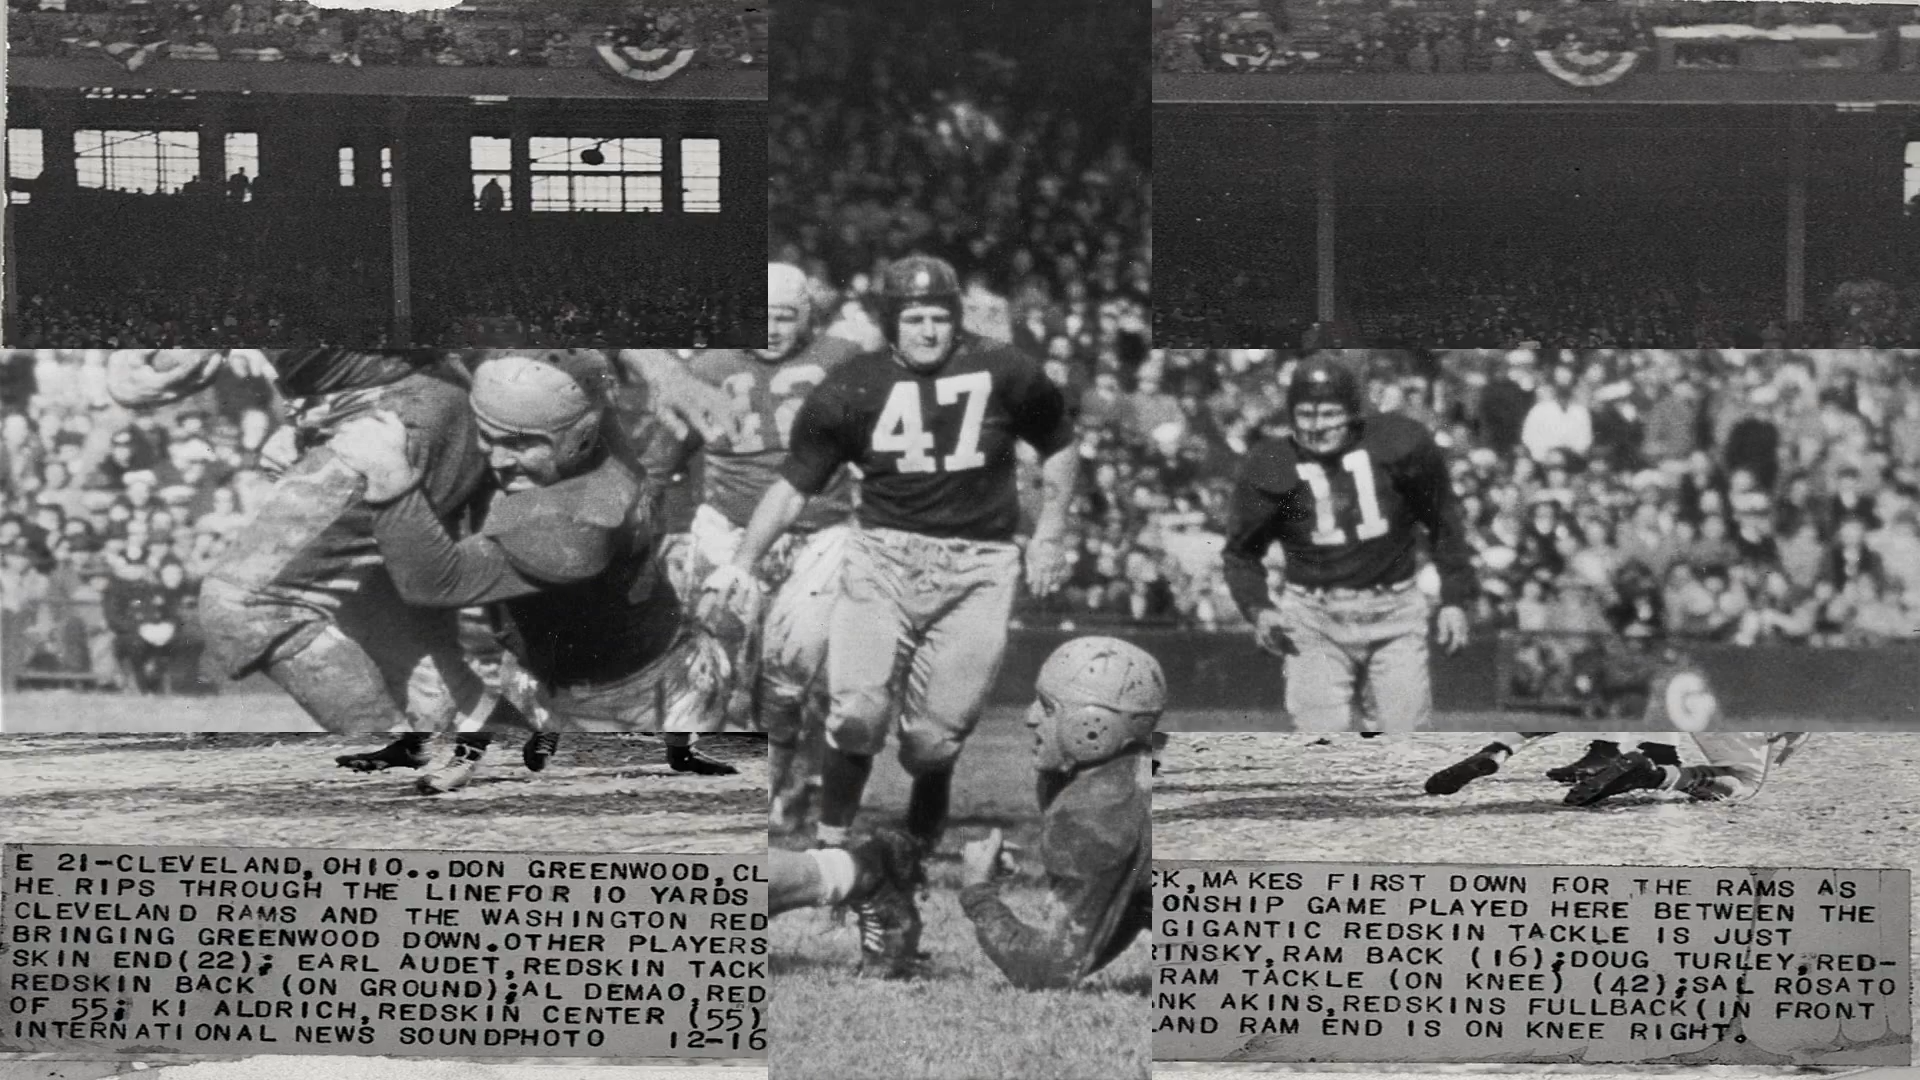 47
11
G
E 21-CLEVELAND, OHIO..DON GREENWOOD, CL
HE RIPS THROUGH THE LINEFOR 10 YARDS
CLEVELAND RAMS AND THE WASHINGTON RED
BRINGING GREENWOOD DOWN.OTHER PLAYERS
SKIN END(22); EARL AUDET,REDSKIN TACK
REDSKIN BACK (ON GROUND);AL DEMAO,RED
OF 55; KI ALDRICH,REDSKIN CENTER (55)
INTERNATIONAL NEWS SOUNDPHOTO 12-16
CK,MAKES FIRST DOWN FOR THE RAMS AS
ONSHIP GAME PLAYED HERE BETWEEN THE
GIGANTIC REDSKIN TACKLE IS JUST
RINSKY,RAM BACK (16);DOUG TURLEY,RED-
RAM TACKLE (ON KNEE) (42);SAL ROSATO
NK AKINS,REDSKINS FULLBACK(IN FRONT
LAND RAM END IS ON KNEE RIGHT.